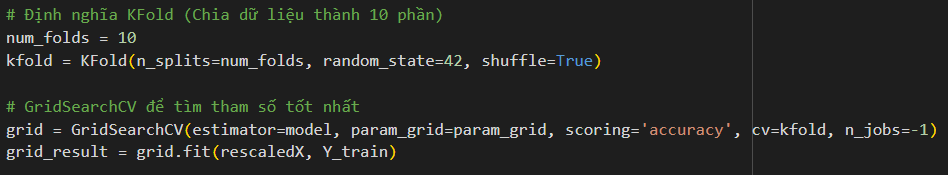 # Định nghĩa KFold (Chia dữ liệu thành 10 phần)
num_folds = 10
kfold = KFold(n_splits=num_folds, random_state=42, shuffle=True)
# GridSearchCV để tìm tham số tốt nhất
grid = GridSearchCV(estimator=model, param_grid=param_grid, scoring='accuracy', cv=kfold, n_jobs=-1)
grid_result = grid.fit(rescaledX, Y_train)